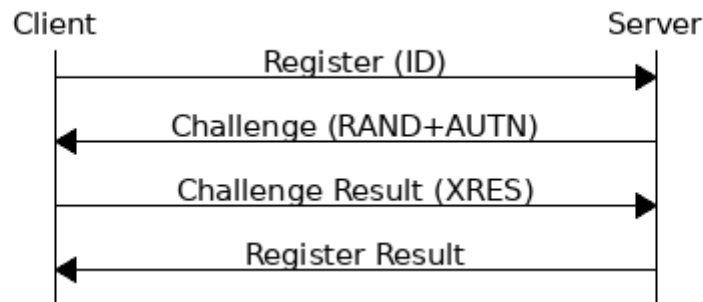 Client Server
Register (ID)
Challenge (RAND+AUTN)
Challenge Result (XRES)
Register Result